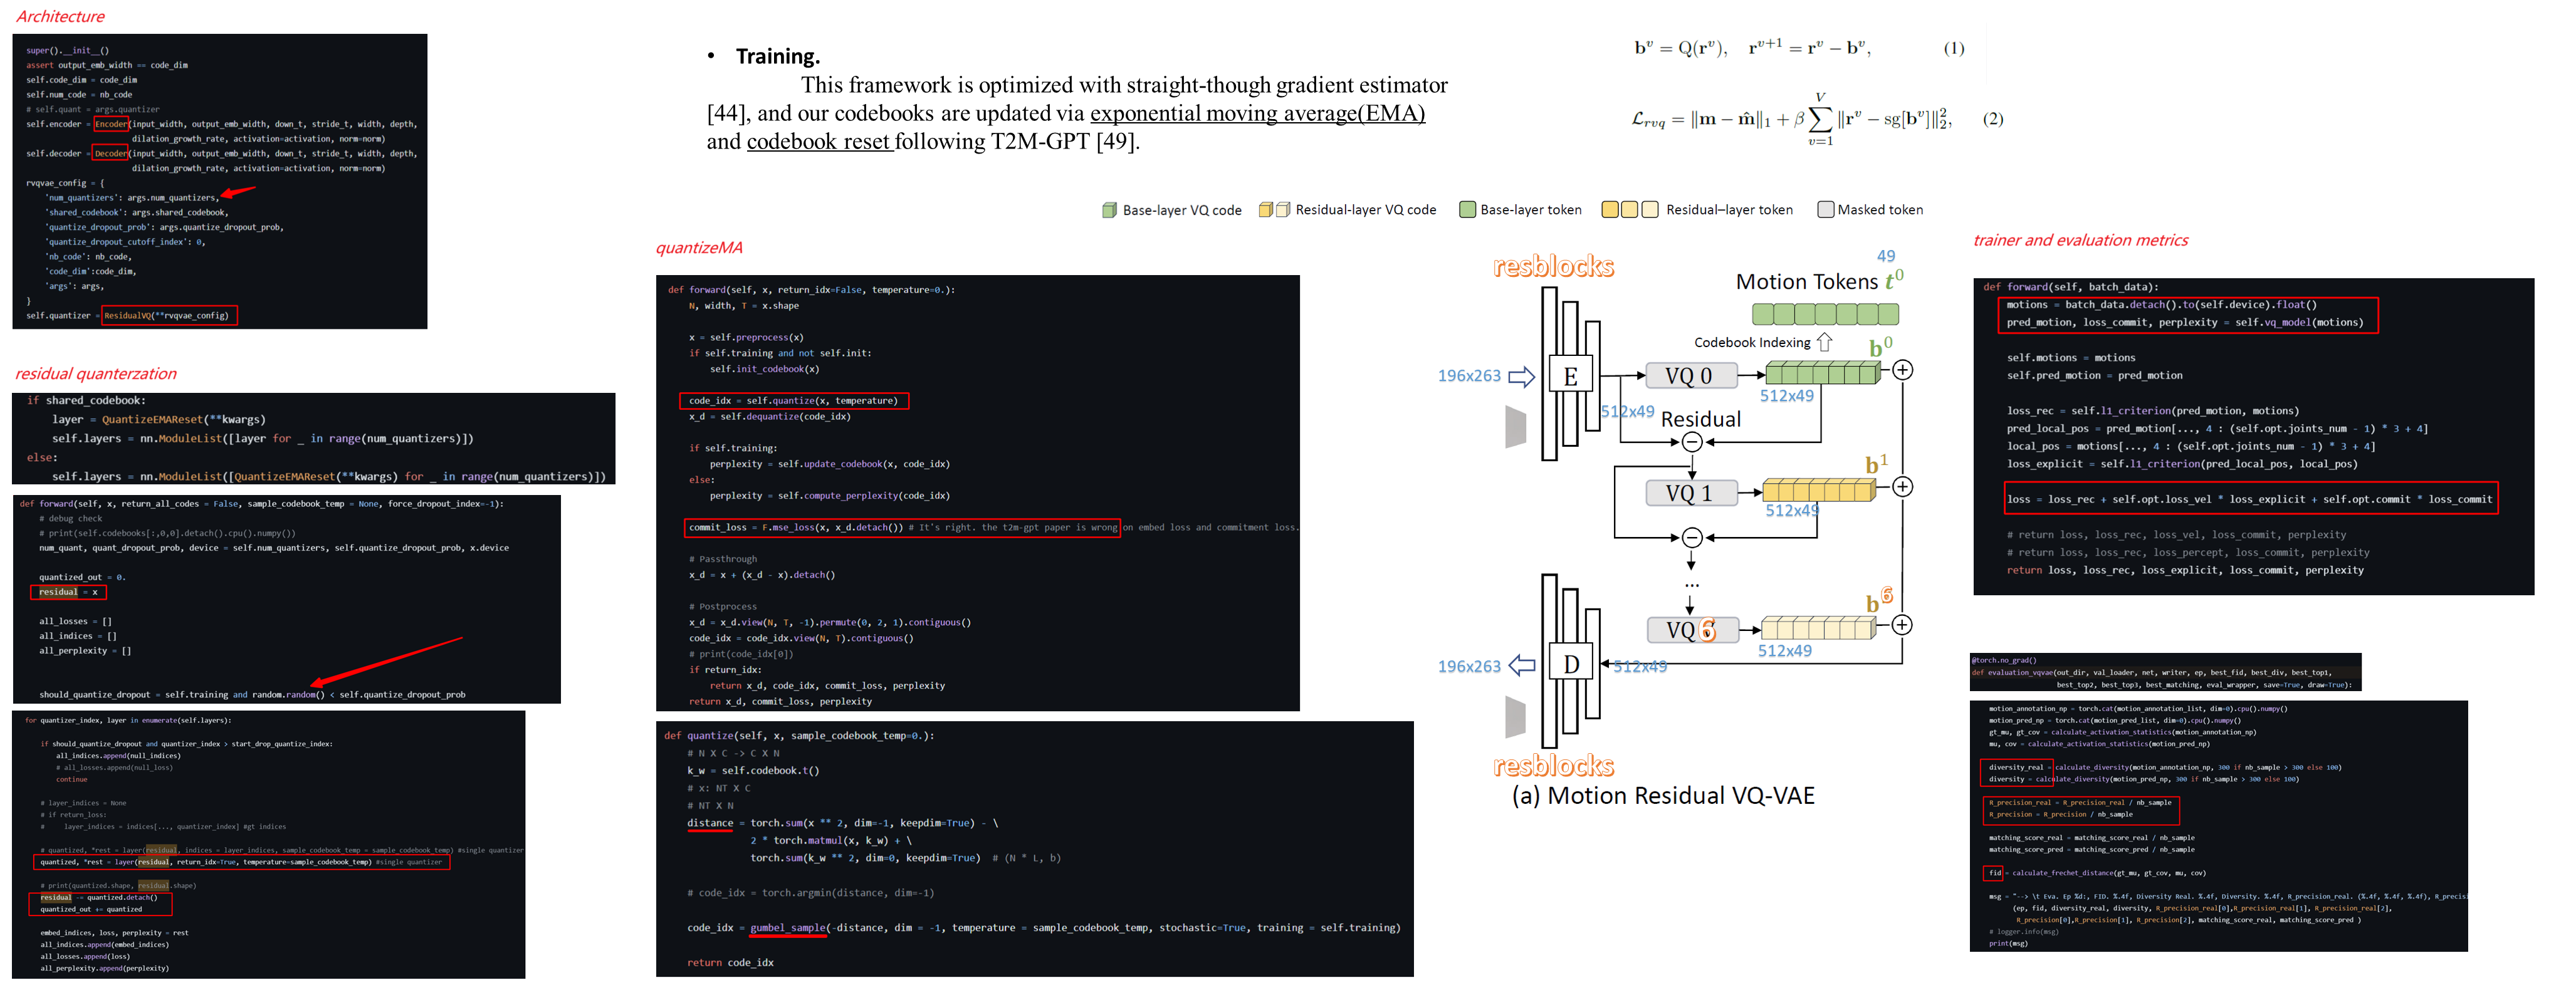 Architecture
super().__init__()
assert output_emb_width == code_dim
self.code_dim = code_dim
self.num_code = nb_code
# self.quant = args.quantizer
self.encoder = Encoder(input_width, output_emb_width, down_t, stride_t, width, depth,
dilation_growth_rate, activation=activation, norm=norm)
self.decoder = Decoder(input_width, output_emb_width, down_t, stride_t, width, depth,
dilation_growth_rate, activation=activation, norm=norm)
rvqvae_config = {
'num_quantizers': args.num_quantizers,
'shared_codebook': args.shared_codebook,
'quantize_dropout_prob': args.quantize_dropout_prob,
'quantize_dropout_cutoff_index': 0,
'nb_code': nb_code,
'code_dim':code_dim,
'args': args,
}
self.quantizer = ResidualVQ(**rvqvae_config)
residual quanterzation
if shared_codebook:
layer = QuantizeEMAReset(**kwargs)
self.layers = nn.ModuleList([layer for _ in range(num_quantizers)])
else:
self.layers = nn.ModuleList([QuantizeEMAReset(**kwargs) for _ in range(num_quantizers)])
def forward(self, x, return_all_codes = False, sample_codebook_temp = None, force_dropout_index=-1):
# debug check
# print(self.codebooks[:,0,0].detach().cpu().numpy())
num_quant, quant_dropout_prob, device = self.num_quantizers, self.quantize_dropout_prob, x.device
quantized_out = 0.
residual = x
all_losses = []
all_indices = []
all_perplexity = []
should_quantize_dropout = self.training and random.random() < self.quantize_dropout_prob
for quantizer_index, layer in enumerate(self.layers):
if should_quantize_dropout and quantizer_index > start_drop_quantize_index:
all_indices.append(null_indices)
# all_losses.append(null_loss)
continue
# layer_indices = None
# if return_loss:
#     layer_indices = indices[..., quantizer_index] #gt indices
# quantized, *rest = layer(residual, indices = layer_indices, sample_codebook_temp = sample_codebook_temp) #single quantizer
quantized, *rest = layer(residual, return_idx=True, temperature=sample_codebook_temp) #single quantizer
# print(quantized.shape, residual.shape)
residual -= quantized.detach()
quantized_out += quantized
embed_indices, loss, perplexity = rest
all_indices.append(embed_indices)
all_losses.append(loss)
all_perplexity.append(perplexity)
• Training.
This framework is optimized with straight-though gradient estimator
[44], and our codebooks are updated via exponential moving average(EMA)
and codebook reset following T2M-GPT [49].
b^v = Q(r^v),   r^{v+1} = r^v − b^v,   (1)
L_{rvq} = ‖m − m̂‖_1 + β ∑_{v=1}^{V} ‖r^v − sg[b^v]‖_2^2,   (2)
Base-layer VQ code   Residual-layer VQ code   Base-layer token   Residual–layer token   Masked token
quantizeMA
def forward(self, x, return_idx=False, temperature=0.):
N, width, T = x.shape
x = self.preprocess(x)
if self.training and not self.init:
self.init_codebook(x)
code_idx = self.quantize(x, temperature)
x_d = self.dequantize(code_idx)
if self.training:
perplexity = self.update_codebook(x, code_idx)
else:
perplexity = self.compute_perplexity(code_idx)
commit_loss = F.mse_loss(x, x_d.detach()) # It's right. the t2m-gpt paper is wrong on embed loss and commitment loss.
# Passthrough
x_d = x + (x_d - x).detach()
# Postprocess
x_d = x_d.view(N, T, -1).permute(0, 2, 1).contiguous()
code_idx = code_idx.view(N, T).contiguous()
# print(code_idx[0])
if return_idx:
return x_d, code_idx, commit_loss, perplexity
return x_d, commit_loss, perplexity
def quantize(self, x, sample_codebook_temp=0.):
# N X C -> C X N
k_w = self.codebook.t()
# x: NT X C
# NT X N
distance = torch.sum(x ** 2, dim=-1, keepdim=True) - \
2 * torch.matmul(x, k_w) + \
torch.sum(k_w ** 2, dim=0, keepdim=True)  # (N * L, b)
# code_idx = torch.argmin(distance, dim=-1)
code_idx = gumbel_sample(-distance, dim = -1, temperature = sample_codebook_temp, stochastic=True, training = self.training)
return code_idx
resblocks
49
Motion Tokens t^0
Codebook Indexing
b^0
196x263
E
VQ 0
512x49
512x49
Residual
b^1
VQ 1
512x49
...
b^6
VQ 6
512x49
196x263
D
512x49
resblocks
(a) Motion Residual VQ-VAE
trainer and evaluation metrics
def forward(self, batch_data):
motions = batch_data.detach().to(self.device).float()
pred_motion, loss_commit, perplexity = self.vq_model(motions)
self.motions = motions
self.pred_motion = pred_motion
loss_rec = self.l1_criterion(pred_motion, motions)
pred_local_pos = pred_motion[..., 4 : (self.opt.joints_num - 1) * 3 + 4]
local_pos = motions[..., 4 : (self.opt.joints_num - 1) * 3 + 4]
loss_explicit = self.l1_criterion(pred_local_pos, local_pos)
loss = loss_rec + self.opt.loss_vel * loss_explicit + self.opt.commit * loss_commit
# return loss, loss_rec, loss_vel, loss_commit, perplexity
# return loss, loss_rec, loss_percept, loss_commit, perplexity
return loss, loss_rec, loss_explicit, loss_commit, perplexity
@torch.no_grad()
def evaluation_vqvae(out_dir, val_loader, net, writer, ep, best_fid, best_div, best_top1,
best_top2, best_top3, best_matching, eval_wrapper, save=True, draw=True):
motion_annotation_np = torch.cat(motion_annotation_list, dim=0).cpu().numpy()
motion_pred_np = torch.cat(motion_pred_list, dim=0).cpu().numpy()
gt_mu, gt_cov = calculate_activation_statistics(motion_annotation_np)
mu, cov = calculate_activation_statistics(motion_pred_np)
diversity_real = calculate_diversity(motion_annotation_np, 300 if nb_sample > 300 else 100)
diversity = calculate_diversity(motion_pred_np, 300 if nb_sample > 300 else 100)
R_precision_real = R_precision_real / nb_sample
R_precision = R_precision / nb_sample
matching_score_real = matching_score_real / nb_sample
matching_score_pred = matching_score_pred / nb_sample
fid = calculate_frechet_distance(gt_mu, gt_cov, mu, cov)
msg = "--> \t Eva. Ep %d:, FID. %.4f, Diversity Real. %.4f, Diversity. %.4f, R_precision_real. (%.4f, %.4f, %.4f), R_precis
(ep, fid, diversity_real, diversity, R_precision_real[0],R_precision_real[1], R_precision_real[2],
R_precision[0],R_precision[1], R_precision[2], matching_score_real, matching_score_pred )
# logger.info(msg)
print(msg)